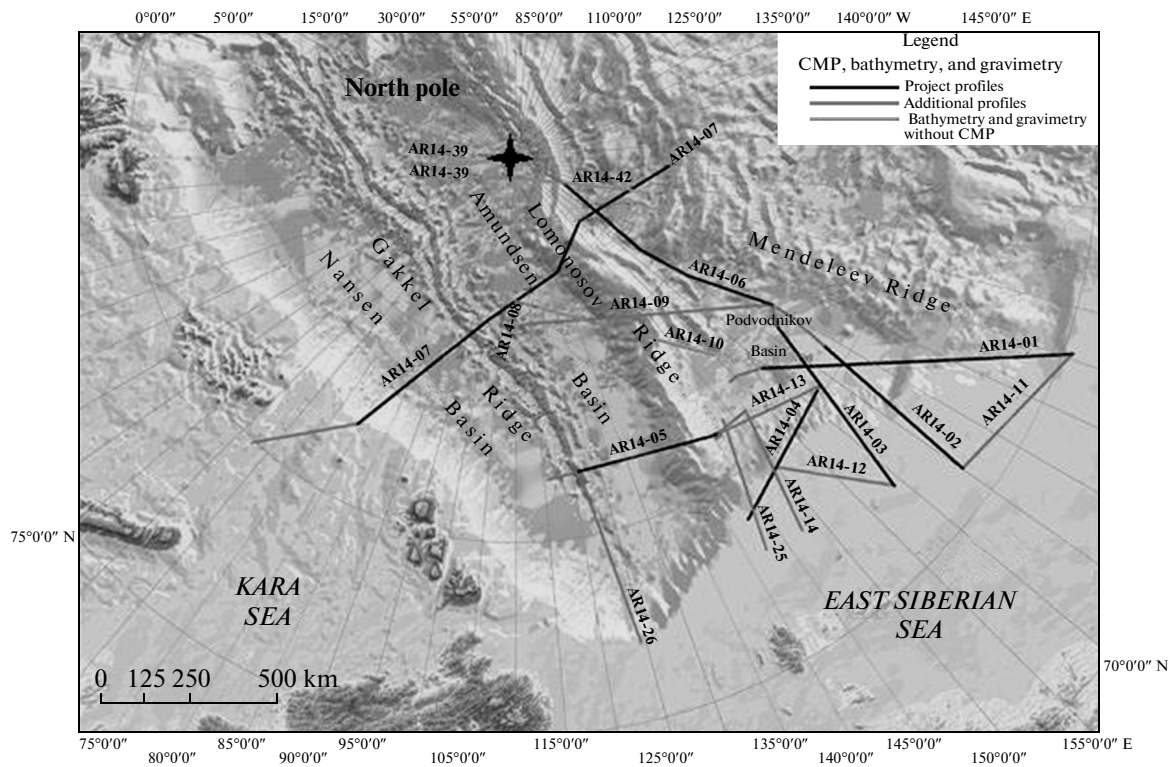 0°00'0″ 5°0'0″ 15°0'0″ 30°0'0″ 55°0'0″ 85°0'0″ 110°0'0″ 125°0'0″ 135°0'0″ 140°0'0″ W 145°0'0″ E
Legend
CMP, bathymetry, and gravimetry
Project profiles
Additional profiles
Bathymetry and gravimetry
without CMP
North pole
AR14-39
AR14-39
AR14-42
AR14-07
Amundsen
Lomonosov
Gakkel
Nansen
Mendeleev Ridge
AR14-06
AR14-09
AR14-08
Podvodnikov
AR14-10
Ridge
Basin
AR14-01
AR14-07
AR14-13
AR14-11
Ridge
Basin
Basin
AR14-04
AR14-03
AR14-02
AR14-05
AR14-12
AR14-14
AR14-25
75°0'0″ N
KARA
SEA
AR14-26
EAST SIBERIAN
SEA
70°0'0″ N
0 125 250 500 km
75°0'0″ 85°0'0″ 95°0'0″ 115°0'0″ 135°0'0″ 145°0'0″ 155°0'0″ E
80°0'0″ 90°0'0″ 105°0'0″ 125°0'0″ 140°0'0″ 150°0'0″